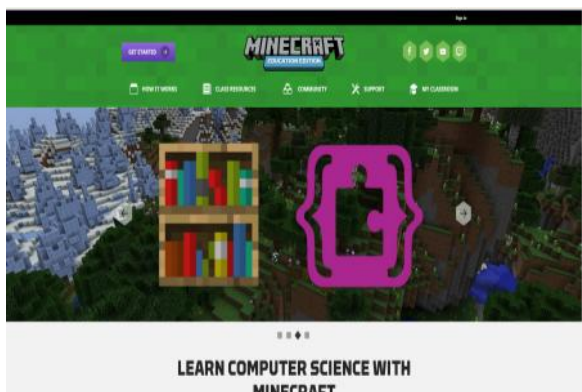 Sign In
GET STARTED
MINECRAFT
EDUCATION EDITION
HOW IT WORKS
CLASS RESOURCES
COMMUNITY
SUPPORT
MY CLASSROOM
LEARN COMPUTER SCIENCE WITH
MINECRAFT